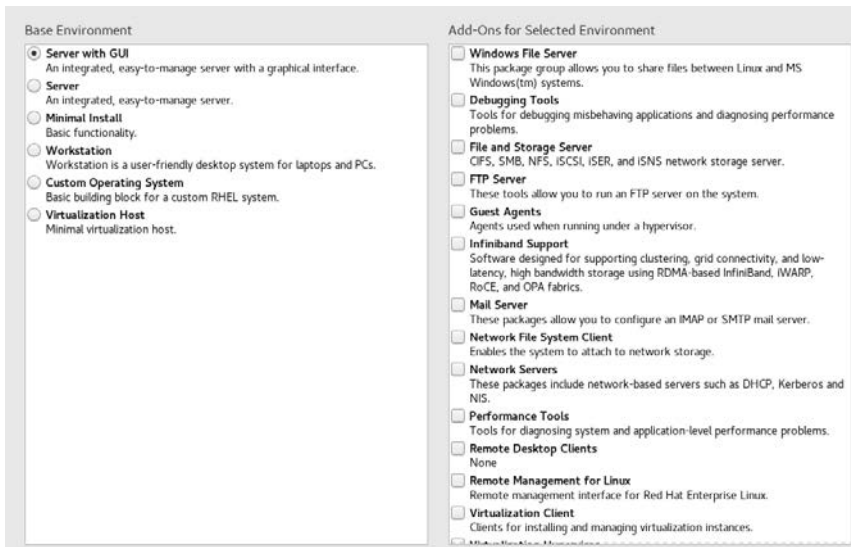 Base Environment
Server with GUI
An integrated, easy-to-manage server with a graphical interface.
Server
An integrated, easy-to-manage server.
Minimal Install
Basic functionality.
Workstation
Workstation is a user-friendly desktop system for laptops and PCs.
Custom Operating System
Basic building block for a custom RHEL system.
Virtualization Host
Minimal virtualization host.
Add-Ons for Selected Environment
Windows File Server
This package group allows you to share files between Linux and MS
Windows(tm) systems.
Debugging Tools
Tools for debugging misbehaving applications and diagnosing performance
problems.
File and Storage Server
CIFS, SMB, NFS, iSCSI, iSER, and iSNS network storage server.
FTP Server
These tools allow you to run an FTP server on the system.
Guest Agents
Agents used when running under a hypervisor.
Infiniband Support
Software designed for supporting clustering, grid connectivity, and low-
latency, high bandwidth storage using RDMA-based InfiniBand, iWARP,
RoCE, and OPA fabrics.
Mail Server
These packages allow you to configure an IMAP or SMTP mail server.
Network File System Client
Enables the system to attach to network storage.
Network Servers
These packages include network-based servers such as DHCP, Kerberos and
NIS.
Performance Tools
Tools for diagnosing system and application-level performance problems.
Remote Desktop Clients
None
Remote Management for Linux
Remote management interface for Red Hat Enterprise Linux.
Virtualization Client
Clients for installing and managing virtualization instances.